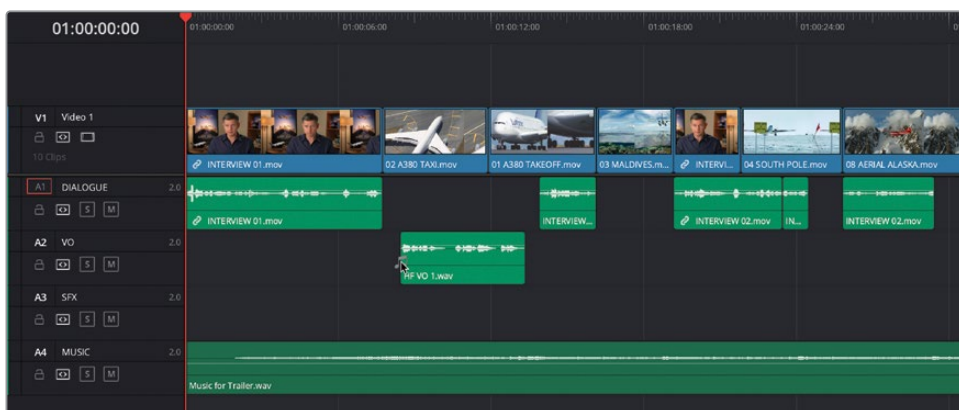 01:00:00:00
01:00:00:00 01:00:06:00 01:00:12:00 01:00:18:00 01:00:24:00
V1 Video 1
10 Clips
INTERVIEW 01.mov 02 A380 TAXI.mov 01 A380 TAKEOFF.mov 03 MALDIVES.m... INTERVI... 04 SOUTH POLE.mov 08 AERIAL ALASKA.mov
A1 DIALOGUE 2.0
S M
INTERVIEW 01.mov INTERVIEW... INTERVIEW 02.mov IN... INTERVIEW 02.mov
A2 VO 2.0
S M
HF VO 1.wav
A3 SFX 2.0
S M
A4 MUSIC 2.0
S M
Music for Trailer.wav